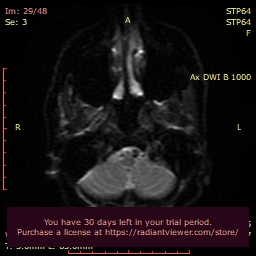 Im: 29/48
Se: 3
STP64
STP64
F
A
Ax DWI B 1000
R
L
You have 30 days left in your trial period.
Purchase a license at https://radiantviewer.com/store/